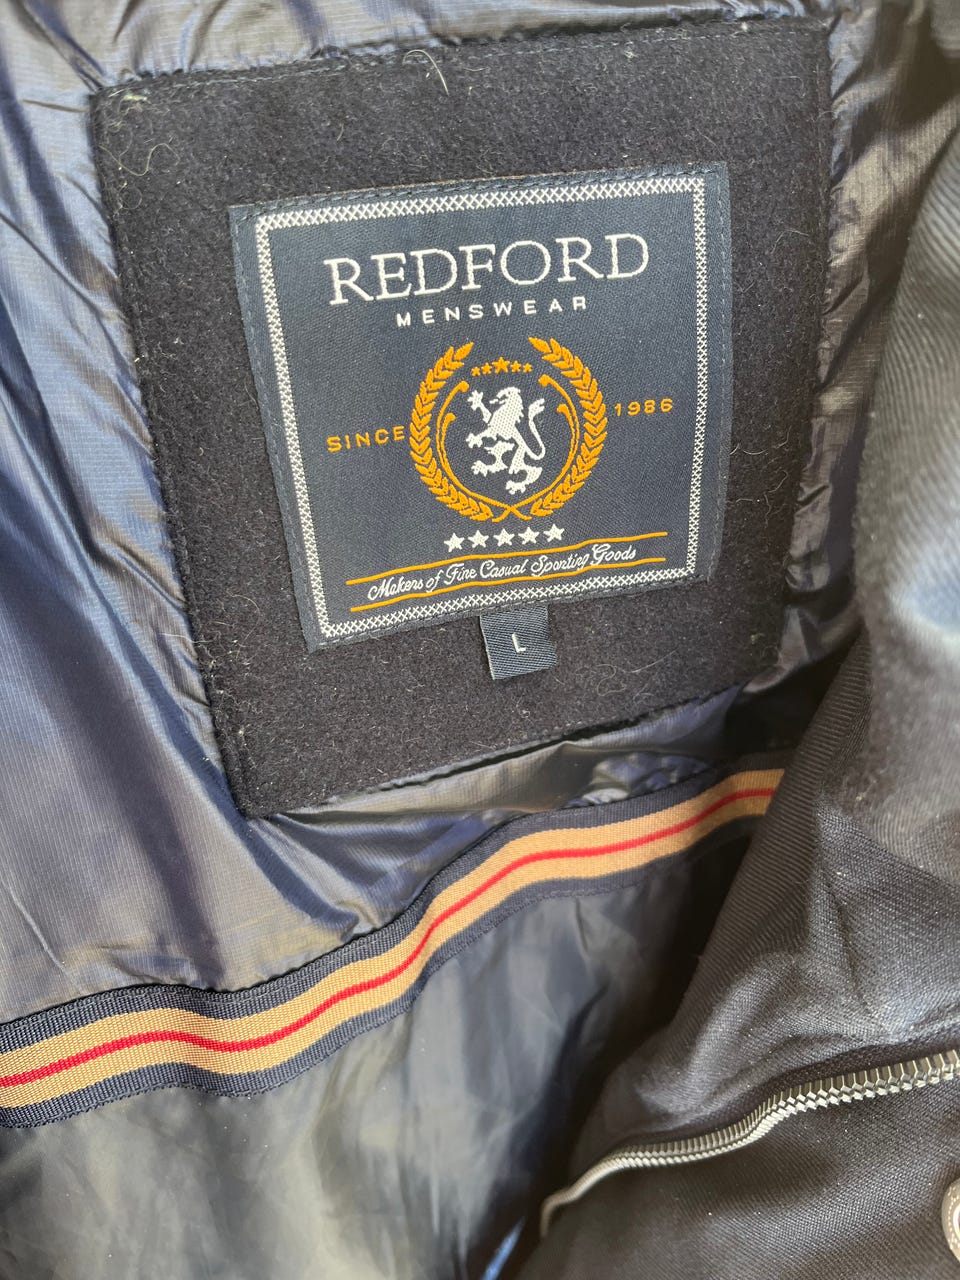 REDFORD
MENSWEAR
SINCE 1986
Makers of Fine Casual Sporting Goods
L